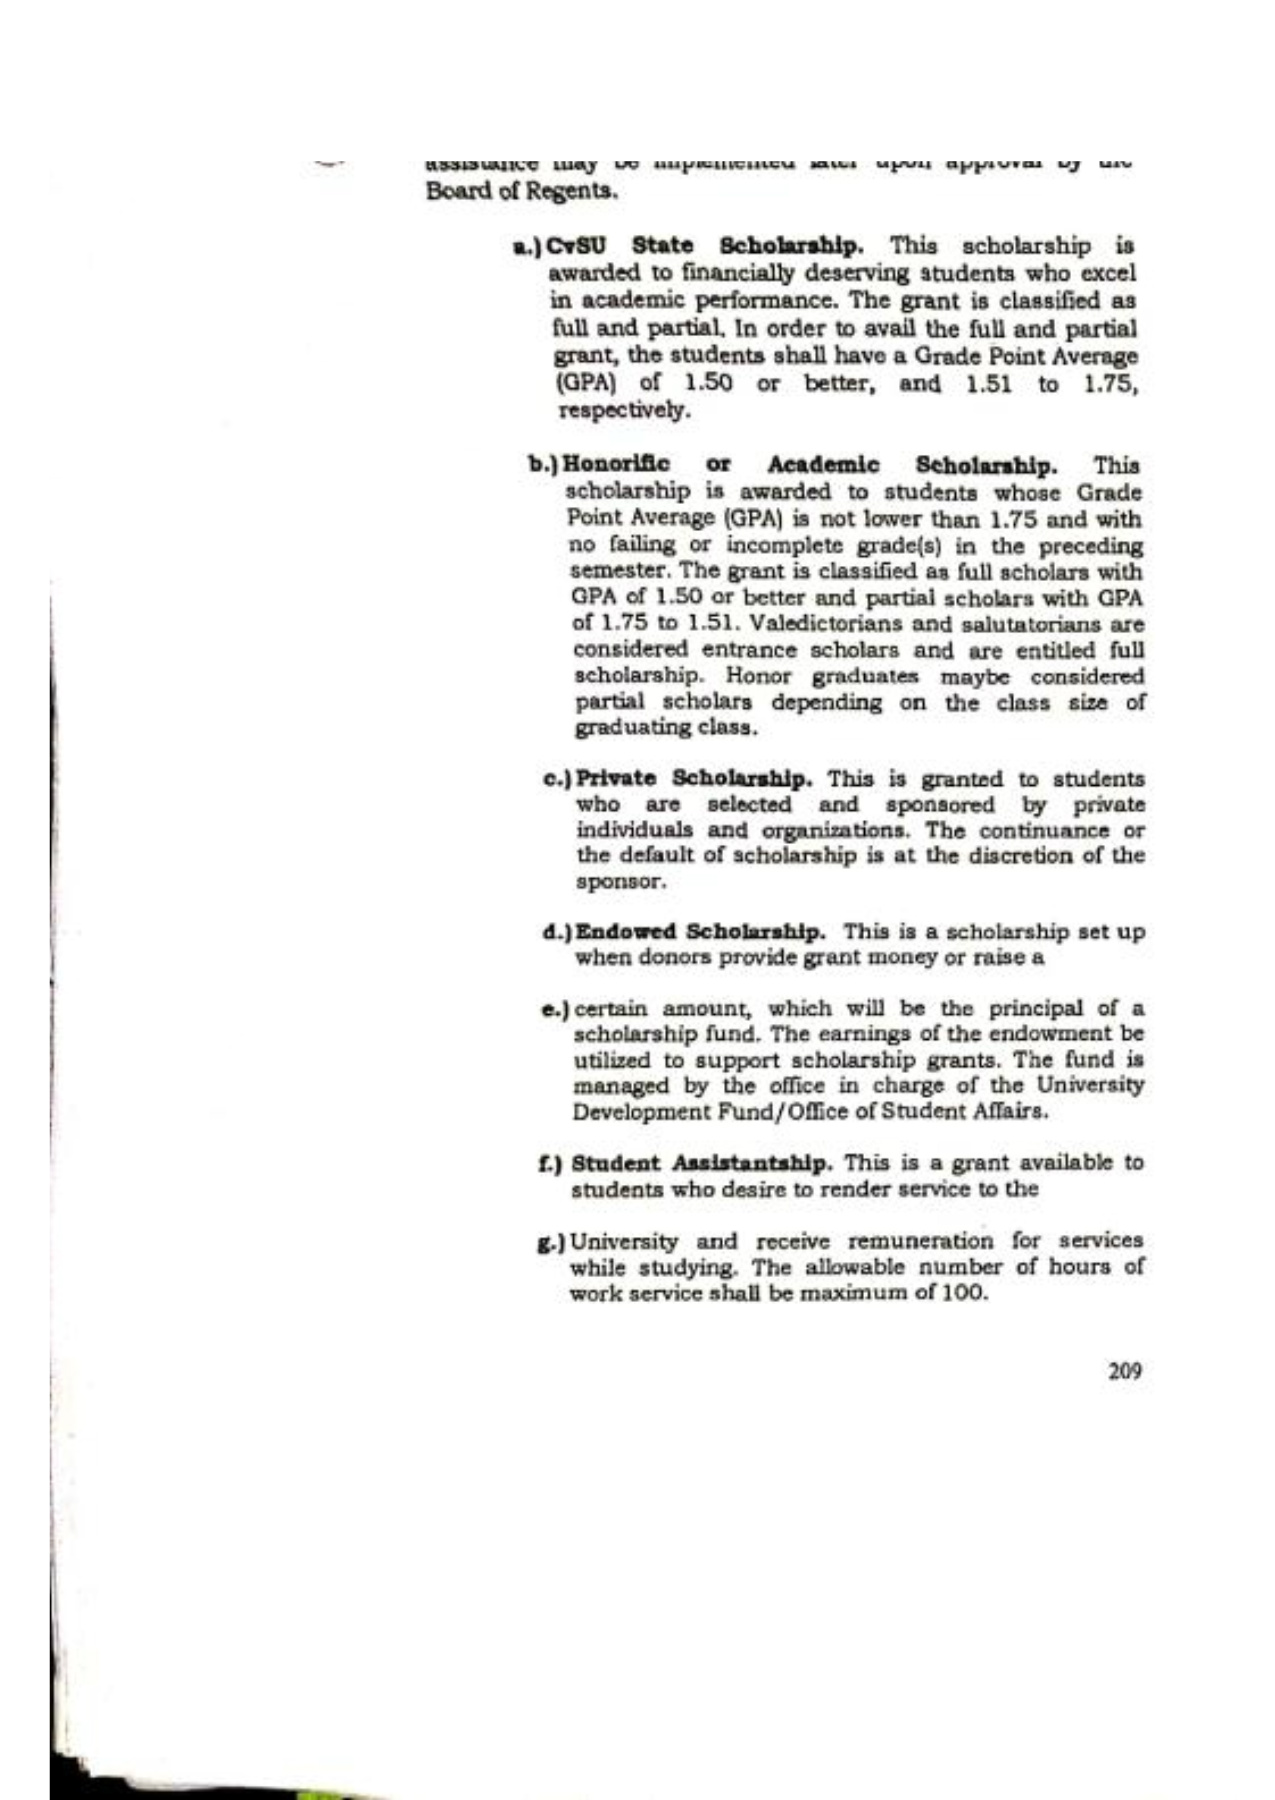 assistance may be implemented later upon approval by the
Board of Regents.
a.) CvSU State Scholarship. This scholarship is
awarded to financially deserving students who excel
in academic performance. The grant is classified as
full and partial. In order to avail the full and partial
grant, the students shall have a Grade Point Average
(GPA) of 1.50 or better, and 1.51 to 1.75,
respectively.
b.) Honorific or Academic Scholarship. This
scholarship is awarded to students whose Grade
Point Average (GPA) is not lower than 1.75 and with
no failing or incomplete grade(s) in the preceding
semester. The grant is classified as full scholars with
GPA of 1.50 or better and partial scholars with GPA
of 1.75 to 1.51. Valedictorians and salutatorians are
considered entrance scholars and are entitled full
scholarship. Honor graduates maybe considered
partial scholars depending on the class size of
graduating class.
c.) Private Scholarship. This is granted to students
who are selected and sponsored by private
individuals and organizations. The continuance or
the default of scholarship is at the discretion of the
sponsor.
d.) Endowed Scholarship. This is a scholarship set up
when donors provide grant money or raise a
e.) certain amount, which will be the principal of a
scholarship fund. The earnings of the endowment be
utilized to support scholarship grants. The fund is
managed by the office in charge of the University
Development Fund/Office of Student Affairs.
f.) Student Assistantship. This is a grant available to
students who desire to render service to the
g.) University and receive remuneration for services
while studying. The allowable number of hours of
work service shall be maximum of 100.
209